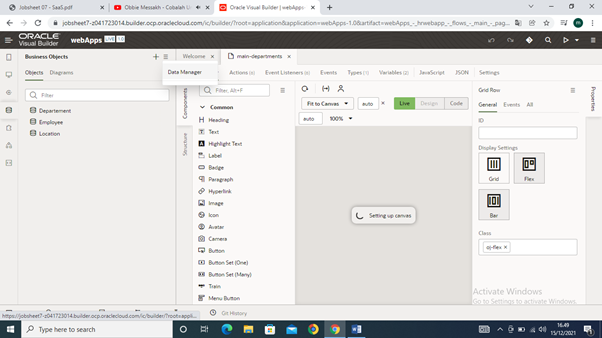 Jobsheet 07 - SaaS.pdf
Obbie Messakh - Cobalah Un
Oracle Visual Builder | webApps
jobsheet7-z041723014.builder.ocp.oraclecloud.com/ic/builder/?root=application&application=webApps-1.0&artifact=webApps_-_hrwebapp_-_flows_-_main_-_pag...
ORACLE
Visual Builder
webApps
LIVE
1.0
Business Objects
Welcome
main-departments
Objects
Diagrams
Data Manager
Actions
Event Listeners
Events
Types
Variables
JavaScript
JSON
Settings
Filter
Departement
Employee
Location
Components
Structure
Filter, Alt-F
Common
Heading
Text
Highlight Text
Label
Badge
Paragraph
Hyperlink
Image
Icon
Avatar
Camera
Button
Button Set (One)
Button Set (Many)
Train
Menu Button
Fit to Canvas
auto
Live
Design
Code
auto
100%
Setting up canvas
Grid Row
General
Events
All
ID
Display Settings
Grid
Flex
Bar
Class
oj-flex
Properties
Activate Windows
Go to Settings to activate Windows.
https://jobsheet7-z041723014.builder.ocp.oraclecloud.com/ic/builder/?root=appli...
Git History
Type here to search
16.49
15/12/2021